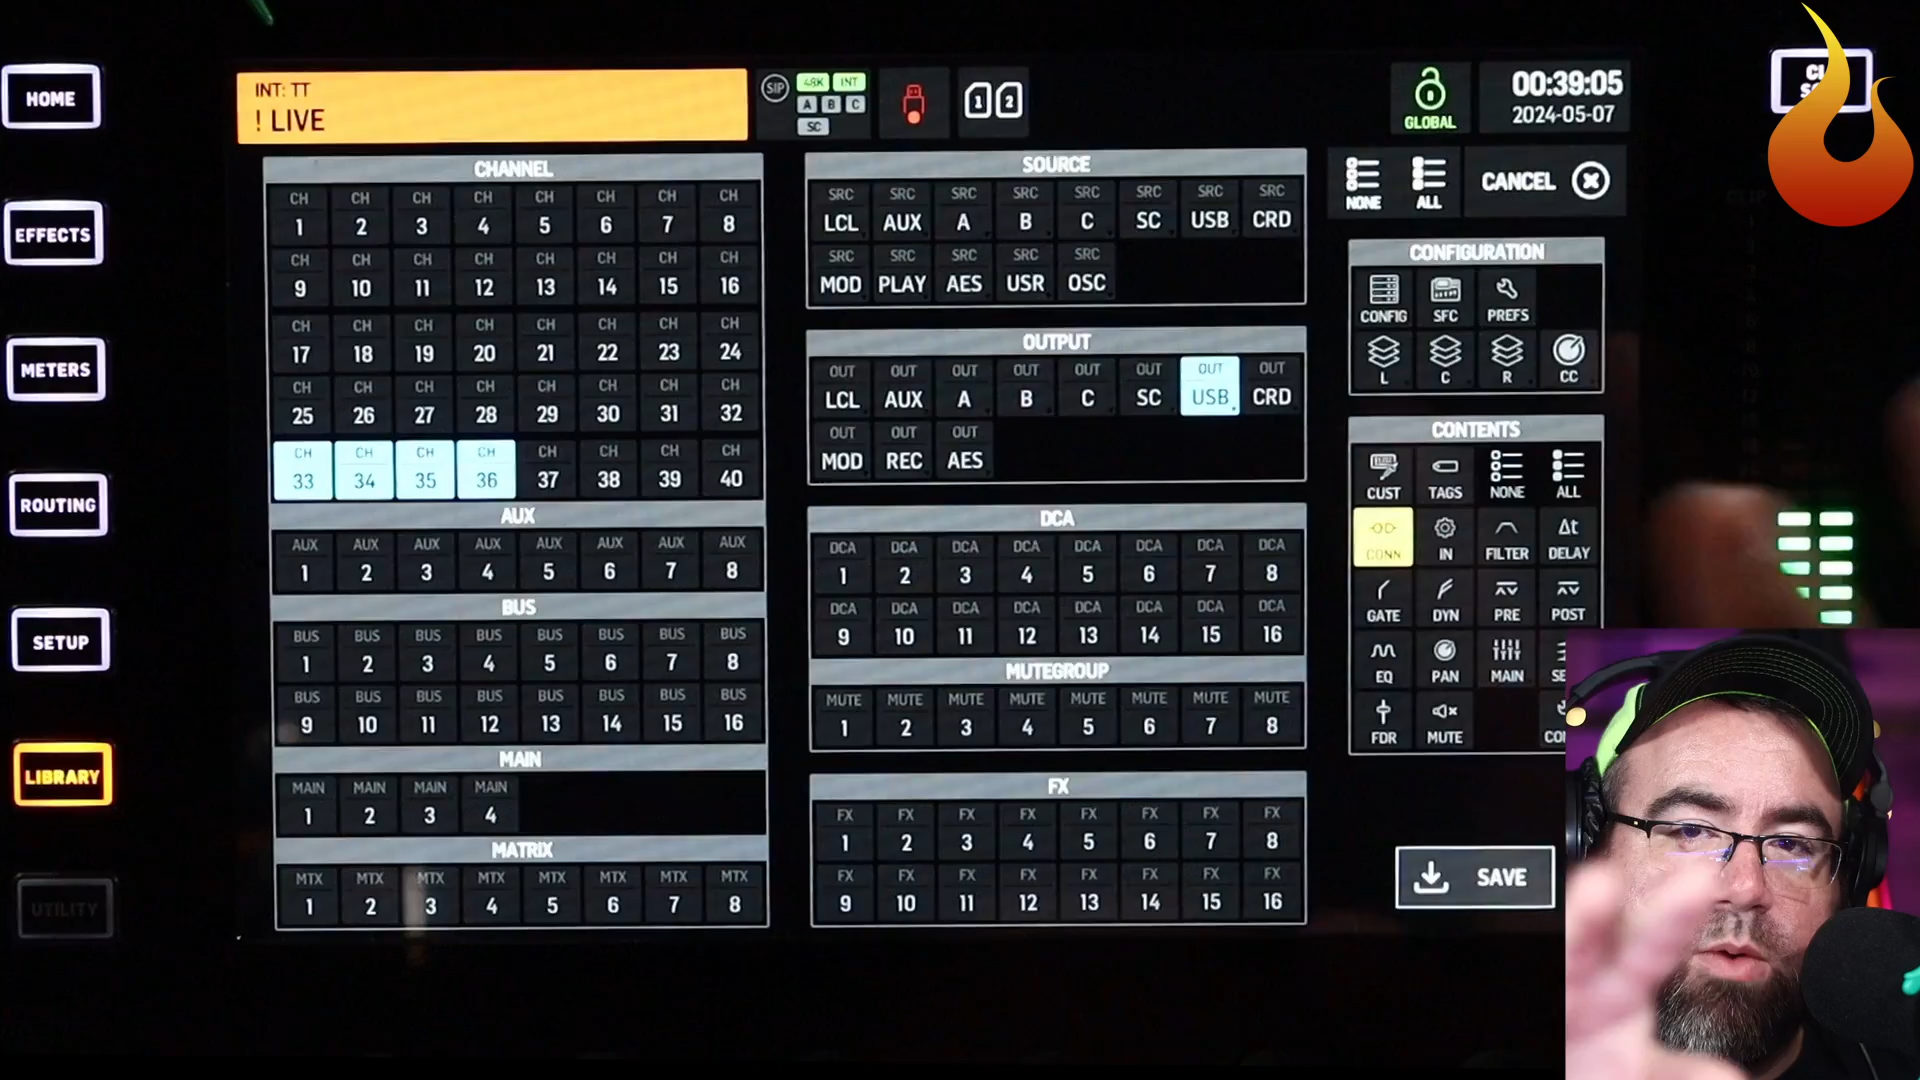 HOME
EFFECTS
METERS
ROUTING
SETUP
LIBRARY
UTILITY
INT: TT
! LIVE
SIP
48K INT
A B C
SC
1 2
GLOBAL
00:39:05
2024-05-07
NONE ALL CANCEL
CHANNEL
CH CH CH CH CH CH CH CH
1 2 3 4 5 6 7 8
CH CH CH CH CH CH CH CH
9 10 11 12 13 14 15 16
CH CH CH CH CH CH CH CH
17 18 19 20 21 22 23 24
CH CH CH CH CH CH CH CH
25 26 27 28 29 30 31 32
CH CH CH CH CH CH CH CH
33 34 35 36 37 38 39 40
AUX
AUX AUX AUX AUX AUX AUX AUX AUX
1 2 3 4 5 6 7 8
BUS
BUS BUS BUS BUS BUS BUS BUS BUS
1 2 3 4 5 6 7 8
BUS BUS BUS BUS BUS BUS BUS BUS
9 10 11 12 13 14 15 16
MAIN
MAIN MAIN MAIN MAIN
1 2 3 4
MATRIX
MTX MTX MTX MTX MTX MTX MTX MTX
1 2 3 4 5 6 7 8
SOURCE
SRC SRC SRC SRC SRC SRC SRC SRC
LCL AUX A B C SC USB CRD
SRC SRC SRC SRC SRC
MOD PLAY AES USR OSC
OUTPUT
OUT OUT OUT OUT OUT OUT OUT OUT
LCL AUX A B C SC USB CRD
OUT OUT OUT
MOD REC AES
DCA
DCA DCA DCA DCA DCA DCA DCA DCA
1 2 3 4 5 6 7 8
DCA DCA DCA DCA DCA DCA DCA DCA
9 10 11 12 13 14 15 16
MUTEGROUP
MUTE MUTE MUTE MUTE MUTE MUTE MUTE MUTE
1 2 3 4 5 6 7 8
FX
FX FX FX FX FX FX FX FX
1 2 3 4 5 6 7 8
FX FX FX FX FX FX FX FX
9 10 11 12 13 14 15 16
CONFIGURATION
CONFIG SFC PREFS
L C R CC
CONTENTS
CUST TAGS NONE ALL
CONN IN FILTER DELAY
GATE DYN PRE POST
EQ PAN MAIN
FDR MUTE
SAVE